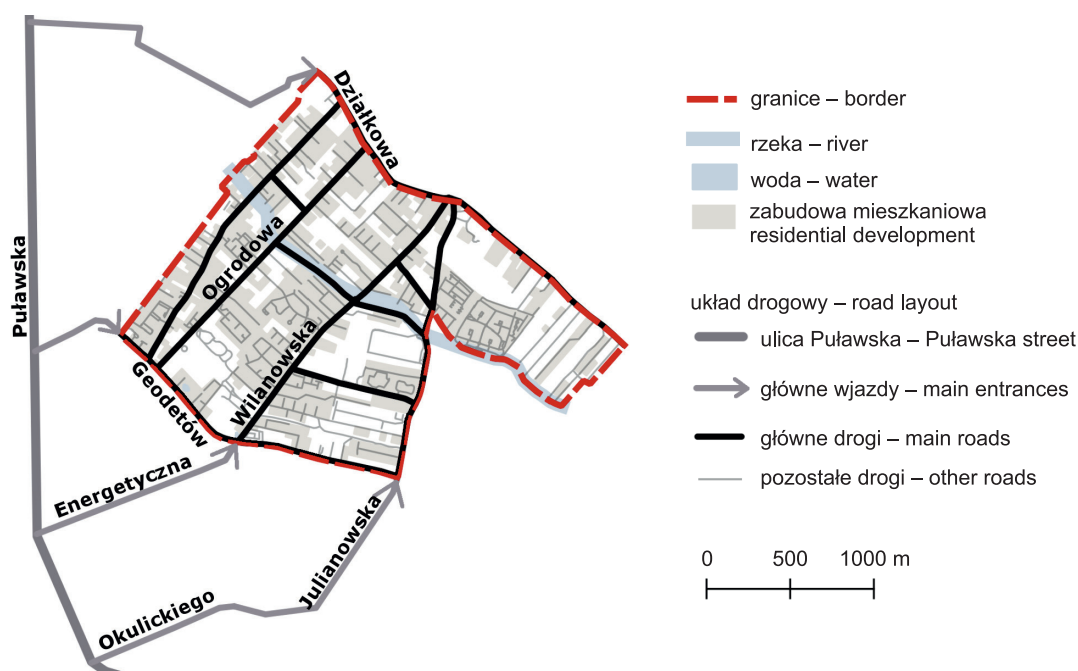 Działkowa
Ogrodowa
Puławska
Wilanowska
Geodetów
Energetyczna
Julianowska
Okulickiego
granice – border
rzeka – river
woda – water
zabudowa mieszkaniowa
residential development
układ drogowy – road layout
ulica Puławska – Puławska street
główne wjazdy – main entrances
główne drogi – main roads
pozostałe drogi – other roads
0 500 1000 m